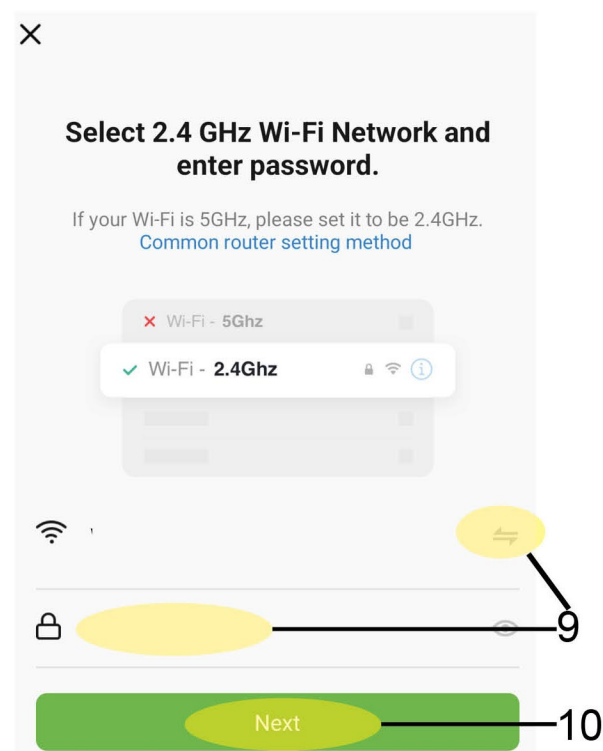 Select 2.4 GHz Wi-Fi Network and
enter password.
If your Wi-Fi is 5GHz, please set it to be 2.4GHz.
Common router setting method
Wi-Fi - 5Ghz
Wi-Fi - 2.4Ghz
9
Next
10